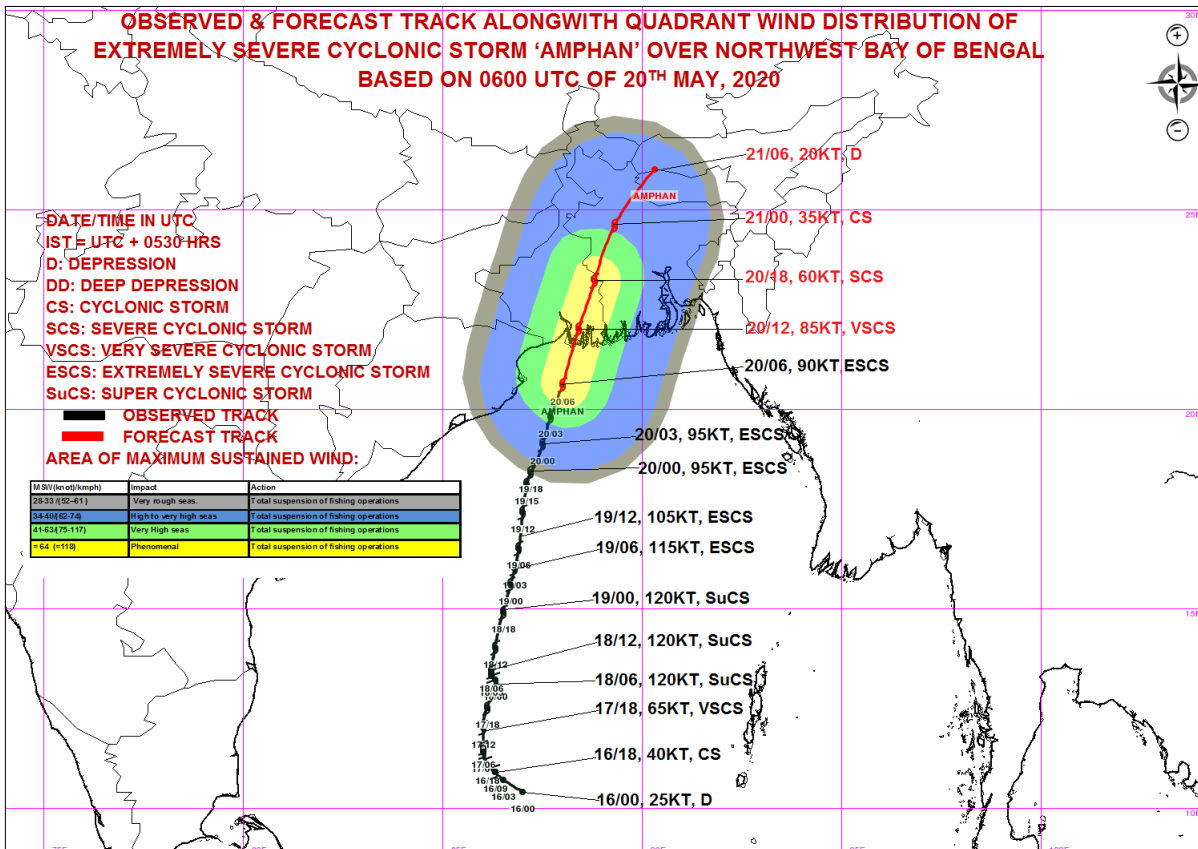 OBSERVED & FORECAST TRACK ALONGWITH QUADRANT WIND DISTRIBUTION OF
EXTREMELY SEVERE CYCLONIC STORM ‘AMPHAN’ OVER NORTHWEST BAY OF BENGAL
BASED ON 0600 UTC OF 20TH MAY, 2020
DATE/TIME IN UTC
IST = UTC + 0530 HRS
D: DEPRESSION
DD: DEEP DEPRESSION
CS: CYCLONIC STORM
SCS: SEVERE CYCLONIC STORM
VSCS: VERY SEVERE CYCLONIC STORM
ESCS: EXTREMELY SEVERE CYCLONIC STORM
SuCS: SUPER CYCLONIC STORM
OBSERVED TRACK
FORECAST TRACK
AREA OF MAXIMUM SUSTAINED WIND:
MSW(knot)/kmph) Impact Action
28-33 /(52–61) Very rough seas. Total suspension of fishing operations
34-40/(62-74) High to very high seas Total suspension of fishing operations
41-63/(75-117) Very High seas Total suspension of fishing operations
= 64 (=118) Phenomenal Total suspension of fishing operations
21/06, 20KT, D
AMPHAN
21/00, 35KT, CS
20/18, 60KT, SCS
20/12, 85KT, VSCS
20/06, 90KT,ESCS
20/06
AMPHAN
20/03
20/03, 95KT, ESCS
20/00
20/00, 95KT, ESCS
19/18
19/15
19/12, 105KT, ESCS
19/12
19/06, 115KT, ESCS
19/06
19/03
19/00, 120KT, SuCS
19/00
18/18
18/12, 120KT, SuCS
18/12
18/06, 120KT, SuCS
18/06
17/18, 65KT, VSCS
17/18
17/12
16/18, 40KT, CS
17/06
16/18
16/09
16/03
16/00, 25KT, D
16/00